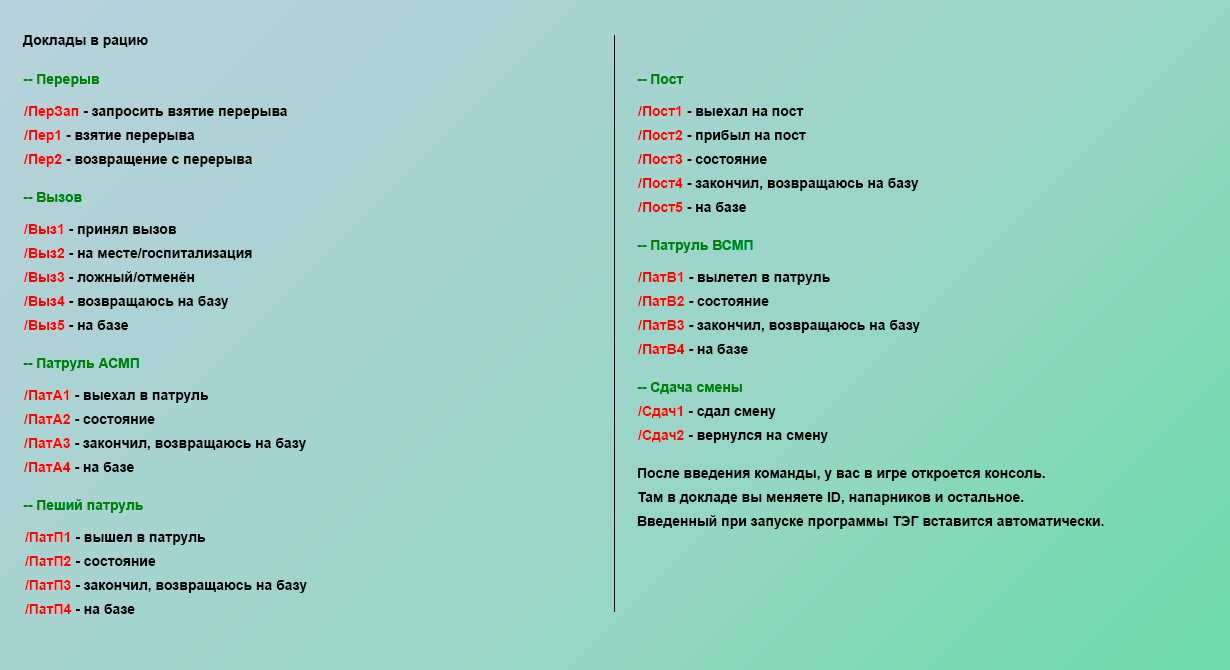 Доклады в рацию
-- Перерыв
/ПерЗап - запросить взятие перерыва
/Пер1 - взятие перерыва
/Пер2 - возвращение с перерыва
-- Вызов
/Выз1 - принял вызов
/Выз2 - на месте/госпитализация
/Выз3 - ложный/отменён
/Выз4 - возвращаюсь на базу
/Выз5 - на базе
-- Патруль АСМП
/ПатА1 - выехал в патруль
/ПатА2 - состояние
/ПатА3 - закончил, возвращаюсь на базу
/ПатА4 - на базе
-- Пеший патруль
/ПатП1 - вышел в патруль
/ПатП2 - состояние
/ПатП3 - закончил, возвращаюсь на базу
/ПатП4 - на базе
-- Пост
/Пост1 - выехал на пост
/Пост2 - прибыл на пост
/Пост3 - состояние
/Пост4 - закончил, возвращаюсь на базу
/Пост5 - на базе
-- Патруль ВСМП
/ПатВ1 - вылетел в патруль
/ПатВ2 - состояние
/ПатВ3 - закончил, возвращаюсь на базу
/ПатВ4 - на базе
-- Сдача смены
/Сдач1 - сдал смену
/Сдач2 - вернулся на смену
После введения команды, у вас в игре откроется консоль.
Там в докладе вы меняете ID, напарников и остальное.
Введенный при запуске программы ТЭГ вставится автоматически.